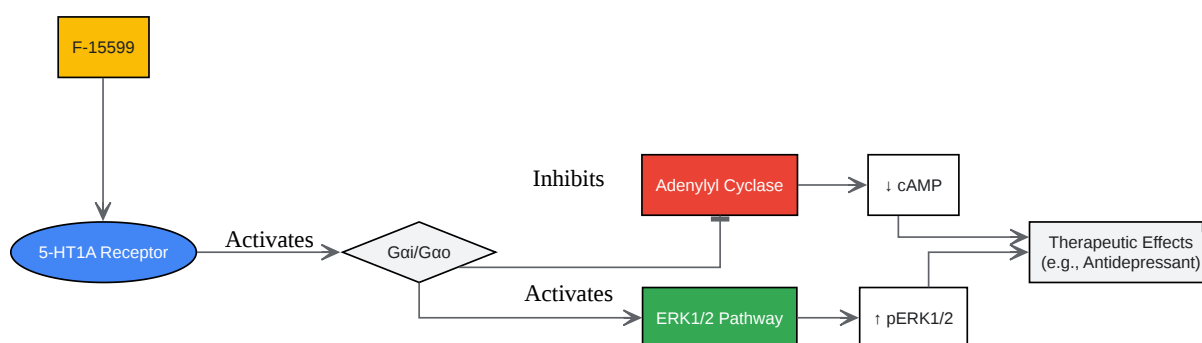 F-15599
5-HT1A Receptor
Activates
Gαi/Gαo
Inhibits
Adenylyl Cyclase
↓ cAMP
Activates
ERK1/2 Pathway
↑ pERK1/2
Therapeutic Effects
(e.g., Antidepressant)